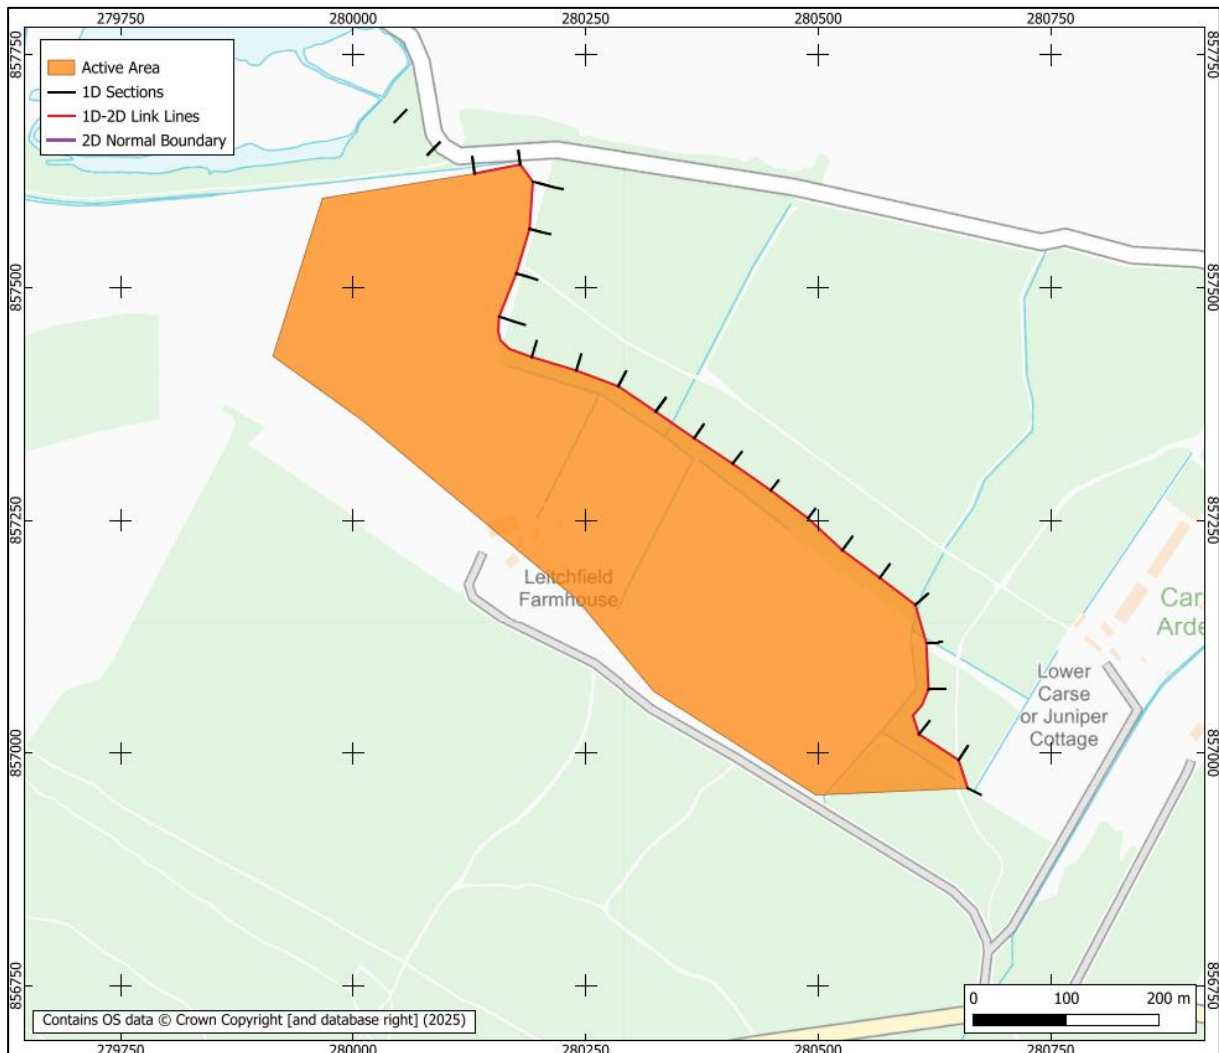 279750 280000 280250 280500 280750
857750
857750
Active Area
1D Sections
1D-2D Link Lines
2D Normal Boundary
857500
857500
857250
857250
Leitchfield
Farmhouse
Car
Arde
Lower
Carse
or Juniper
Cottage
857000
857000
856750
856750
0 100 200 m
Contains OS data © Crown Copyright [and database right] (2025)
279750 280000 280250 280500 280750